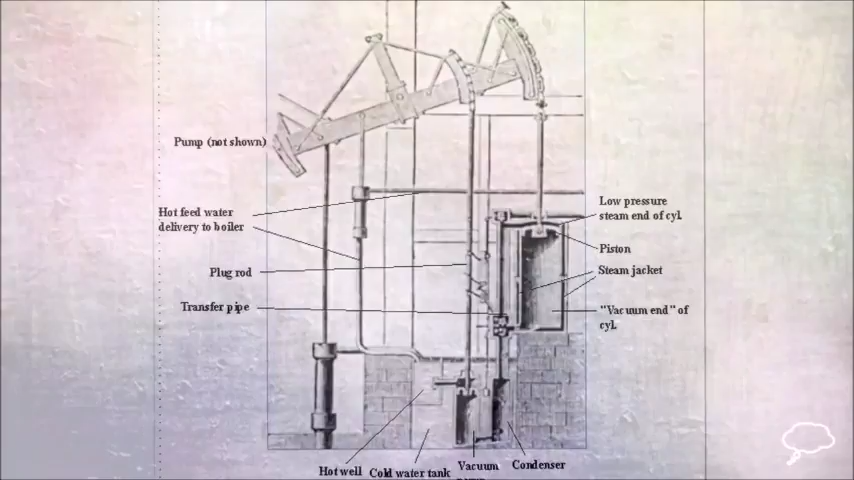 Pump (not shown)
Hot feed water
delivery to boiler
Plug rod
Transfer pipe
Low pressure
steam end of cyl.
Piston
Steam jacket
"Vacuum end" of
cyl.
Hot well
Cold water tank
Vacuum
Condenser